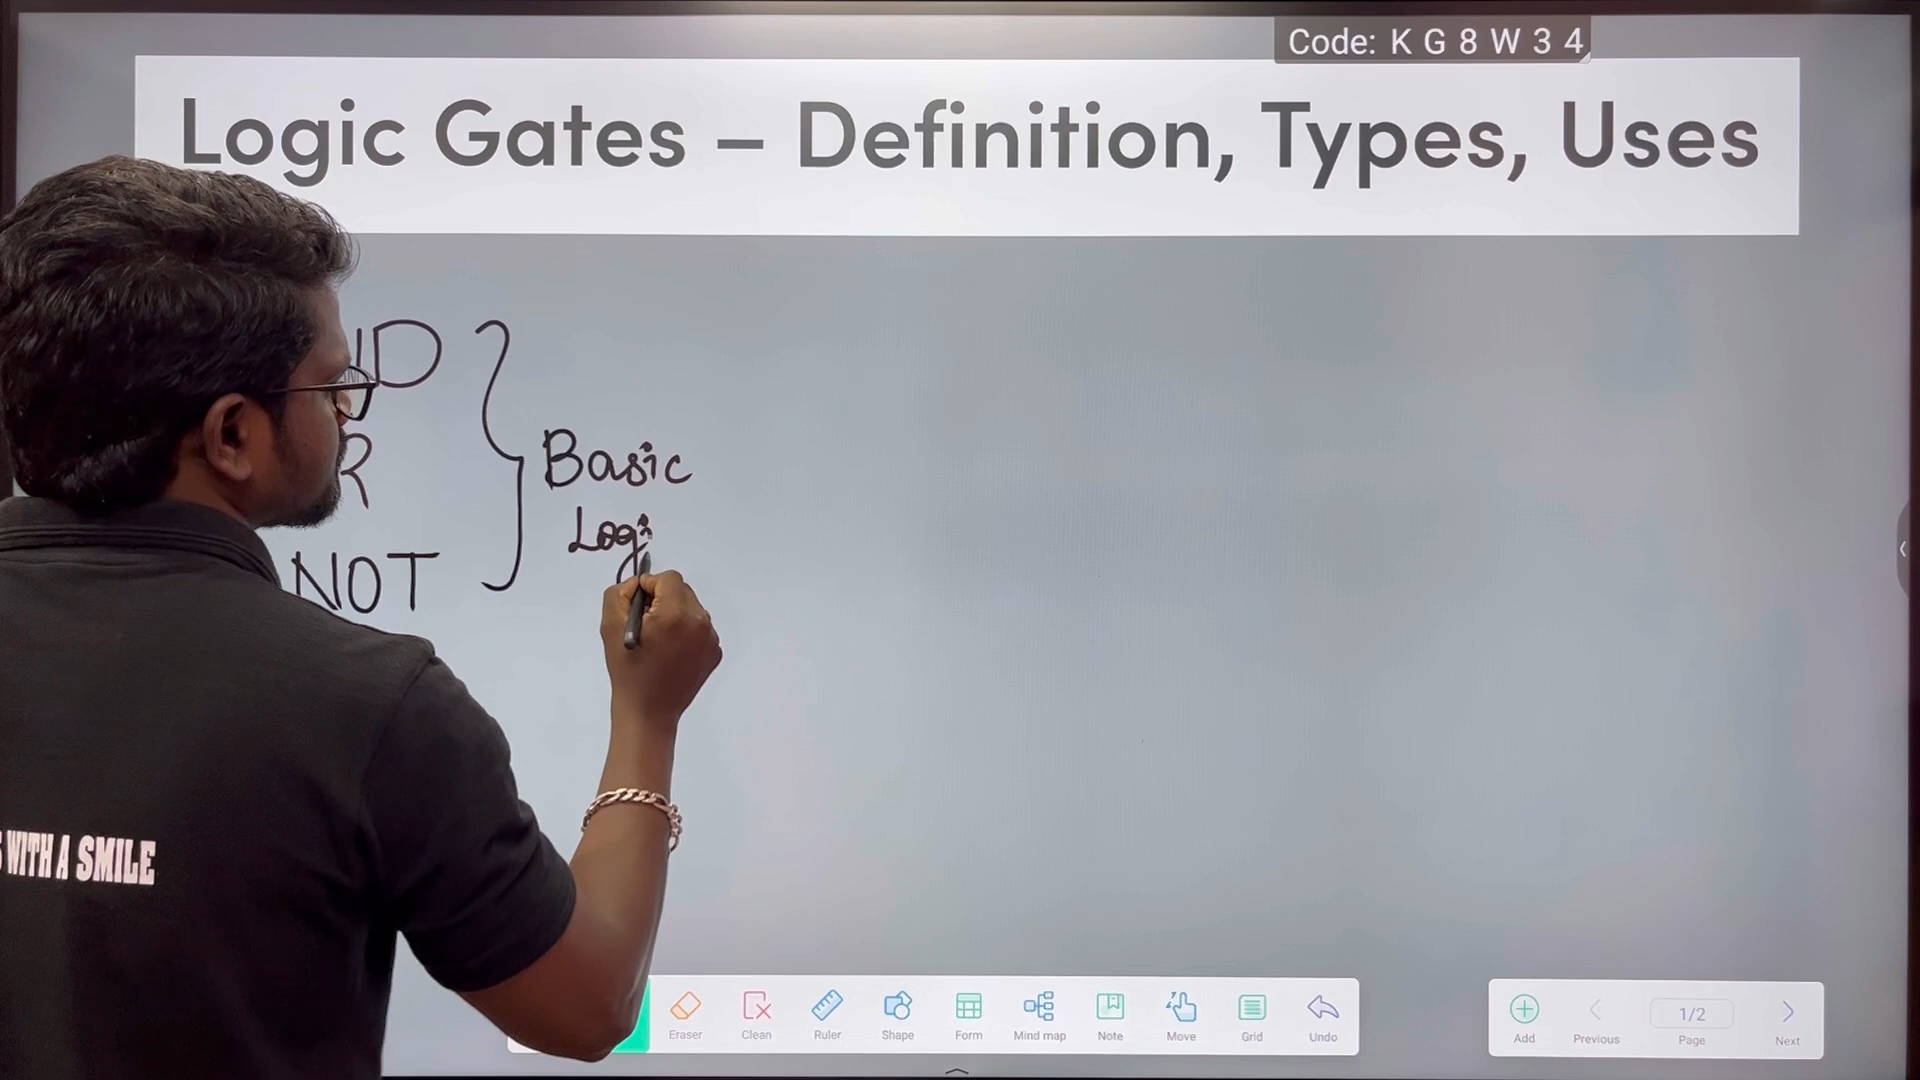 Code: K G 8 W 3 4
Logic Gates – Definition, Types, Uses
Basic
Logi
NOT
WITH A SMILE
Eraser
Clean
Ruler
Shape
Form
Mind map
Note
Move
Grid
Undo
Add
Previous
1/2
Page
Next